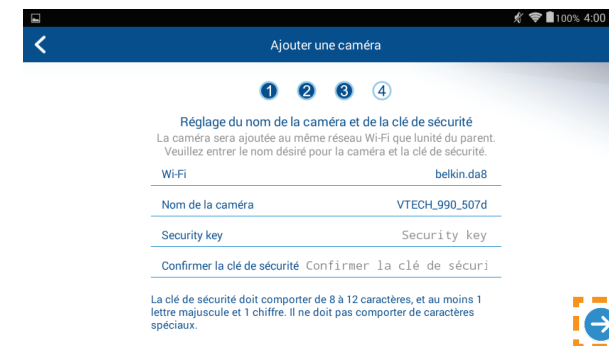 100% 4:00
Ajouter une caméra
1 2 3 4
Réglage du nom de la caméra et de la clé de sécurité
La caméra sera ajoutée au même réseau Wi-Fi que lunité du parent.
Veuillez entrer le nom désiré pour la caméra et la clé de sécurité.
Wi-Fi belkin.da8
Nom de la caméra VTECH_990_507d
Security key Security key
Confirmer la clé de sécurité Confirmer la clé de sécuri
La clé de sécurité doit comporter de 8 à 12 caractères, et au moins 1
lettre majuscule et 1 chiffre. Il ne doit pas comporter de caractères
spéciaux.